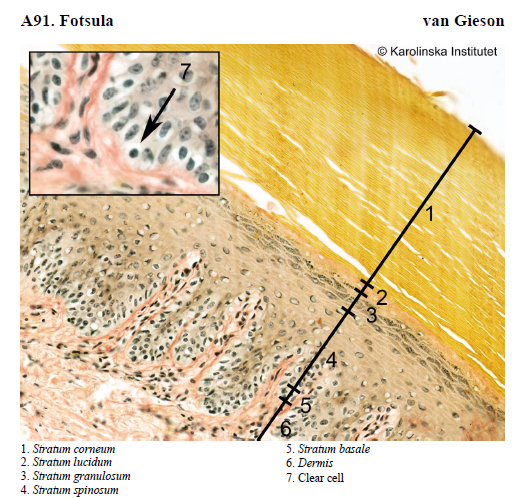 A91. Fotsula van Gieson
© Karolinska Institutet
7
1
2
3
4
5
6
1. Stratum corneum
2. Stratum lucidum
3. Stratum granulosum
4. Stratum spinosum
5. Stratum basale
6. Dermis
7. Clear cell